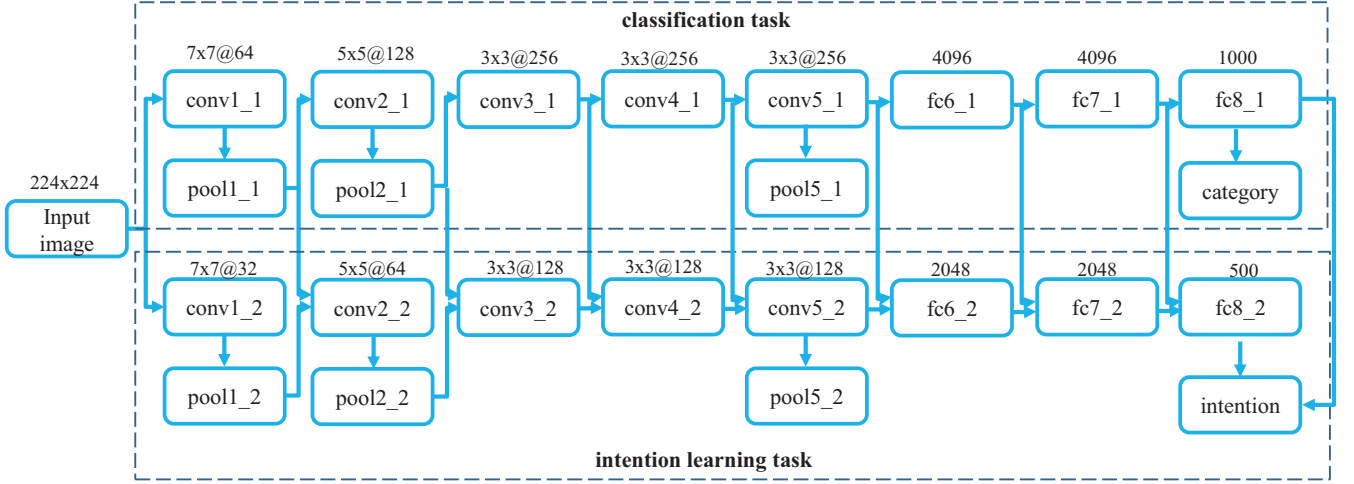 classification task
7x7@64 5x5@128 3x3@256 3x3@256 3x3@256 4096 4096 1000
conv1_1 conv2_1 conv3_1 conv4_1 conv5_1 fc6_1 fc7_1 fc8_1
pool1_1 pool2_1 pool5_1 category
224x224
Input
image
7x7@32 5x5@64 3x3@128 3x3@128 3x3@128 2048 2048 500
conv1_2 conv2_2 conv3_2 conv4_2 conv5_2 fc6_2 fc7_2 fc8_2
pool1_2 pool2_2 pool5_2 intention
intention learning task